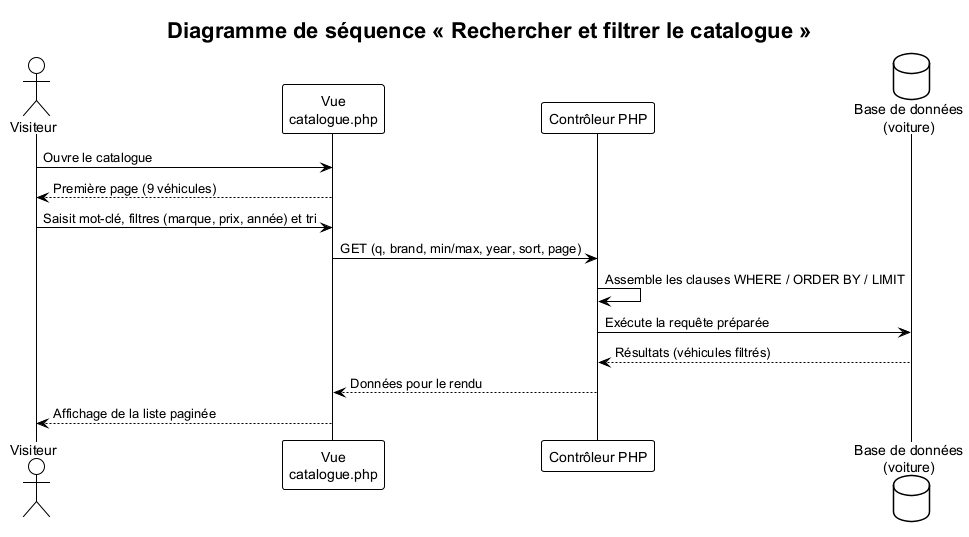 Diagramme de séquence « Rechercher et filtrer le catalogue »
Visiteur
Vue
catalogue.php
Contrôleur PHP
Base de données
(voiture)
Ouvre le catalogue
Première page (9 véhicules)
Saisit mot-clé, filtres (marque, prix, année) et tri
GET (q, brand, min/max, year, sort, page)
Assemble les clauses WHERE / ORDER BY / LIMIT
Exécute la requête préparée
Résultats (véhicules filtrés)
Données pour le rendu
Affichage de la liste paginée
Visiteur
Vue
catalogue.php
Contrôleur PHP
Base de données
(voiture)